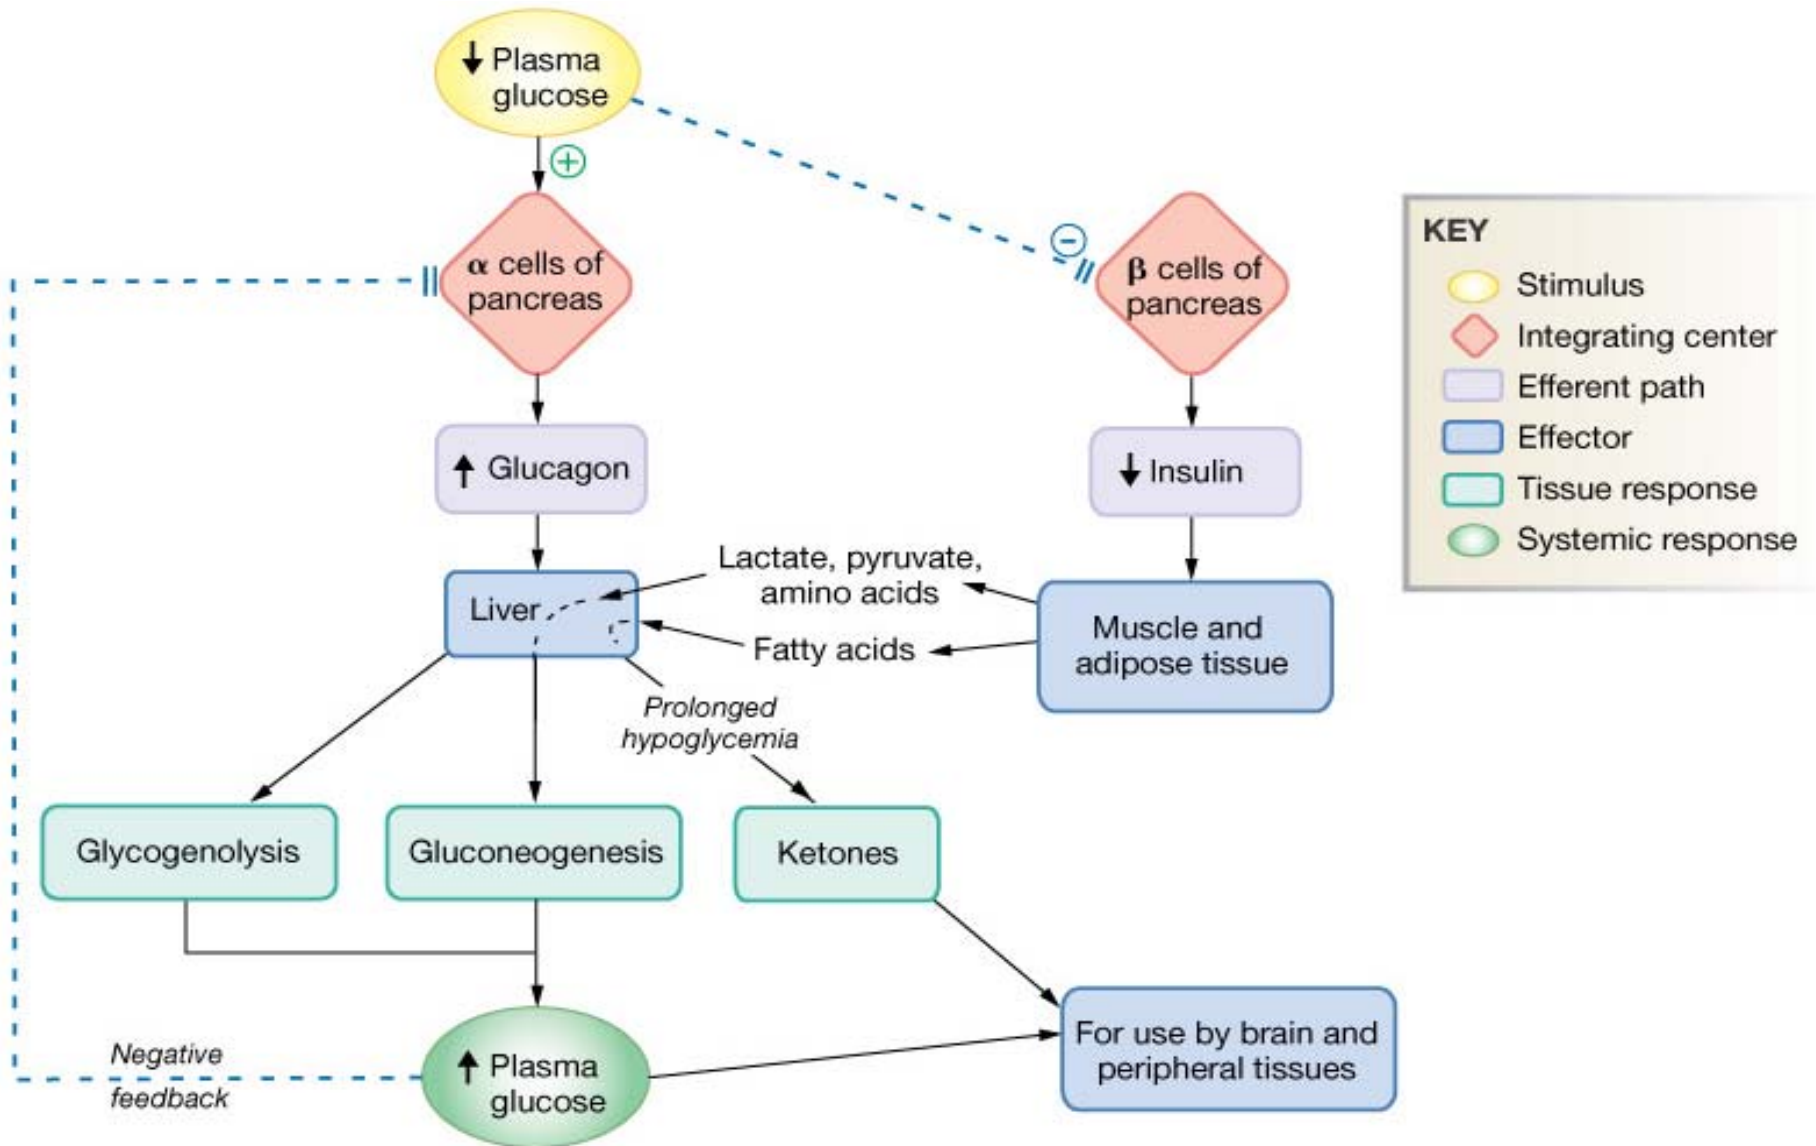 ↓ Plasma
glucose
+
α cells of
pancreas
−
β cells of
pancreas
KEY
Stimulus
Integrating center
Efferent path
Effector
Tissue response
Systemic response
↑ Glucagon
↓ Insulin
Liver
Lactate, pyruvate,
amino acids
Fatty acids
Muscle and
adipose tissue
Prolonged
hypoglycemia
Glycogenolysis
Gluconeogenesis
Ketones
Negative
feedback
↑ Plasma
glucose
For use by brain and
peripheral tissues